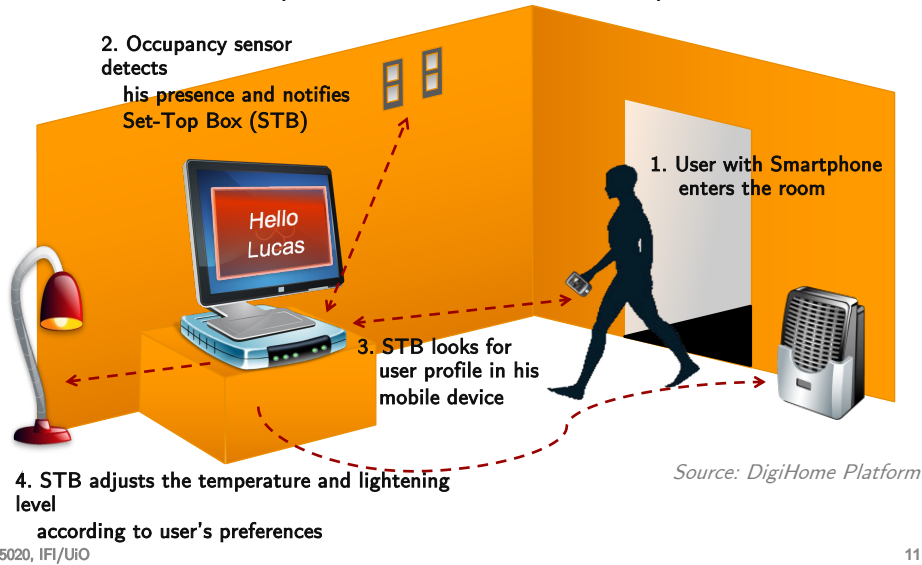 2. Occupancy sensor
detects
his presence and notifies
Set-Top Box (STB)
1. User with Smartphone
enters the room
Hello
Lucas
3. STB looks for
user profile in his
mobile device
4. STB adjusts the temperature and lightening
level
according to user's preferences
Source: DigiHome Platform
5020, IFI/UiO
11